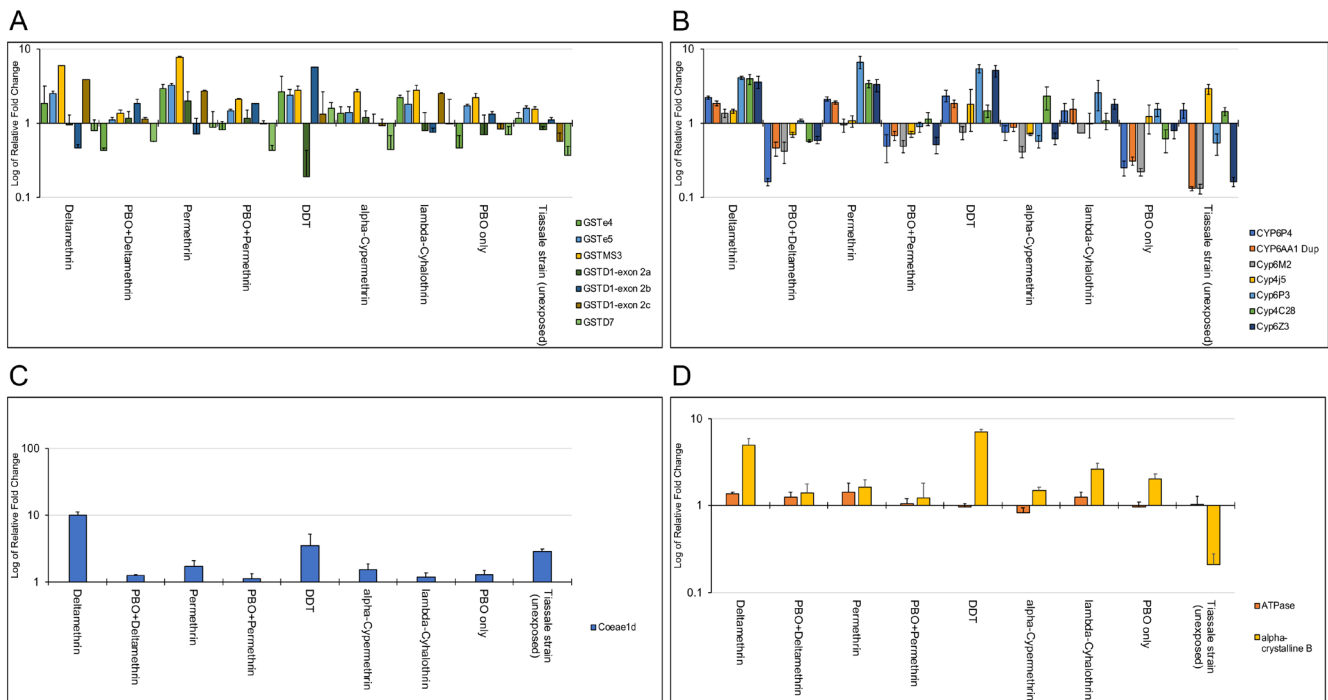 A
Log of Relative Fold Change
10
1
0.1
Deltamethrin
PBO+Deltamethrin
Permethrin
PBO+Permethrin
DDT
alpha-Cypermethrin
lambda-Cyhalothrin
PBO only
Tiassale strain (unexposed)
GSTe4
GSTe5
GSTMS3
GSTD1-exon 2a
GSTD1-exon 2b
GSTD1-exon 2c
GSTD7
B
Log of Relative Fold Change
10
1
0.1
Deltamethrin
PBO+Deltamethrin
Permethrin
PBO+Permethrin
DDT
alpha-Cypermethrin
lambda-Cyhalothrin
PBO only
Tiassale strain (unexposed)
CYP6P4
CYP6AA1 Dup
Cyp6M2
Cyp4j5
Cyp6P3
Cyp4C28
Cyp6Z3
C
Log of Relative Fold Change
100
10
1
Deltamethrin
PBO+Deltamethrin
Permethrin
PBO+Permethrin
DDT
alpha-Cypermethrin
lambda-Cyhalothrin
PBO only
Tiassale strain
(unexposed)
Coeae1d
D
Log of Relative Fold Change
10
1
0.1
Deltamethrin
PBO+Deltamethrin
Permethrin
PBO+Permethrin
DDT
alpha-Cypermethrin
lambda-Cyhalothrin
PBO only
Tiassale strain
(unexposed)
ATPase
alpha-
crystalline B